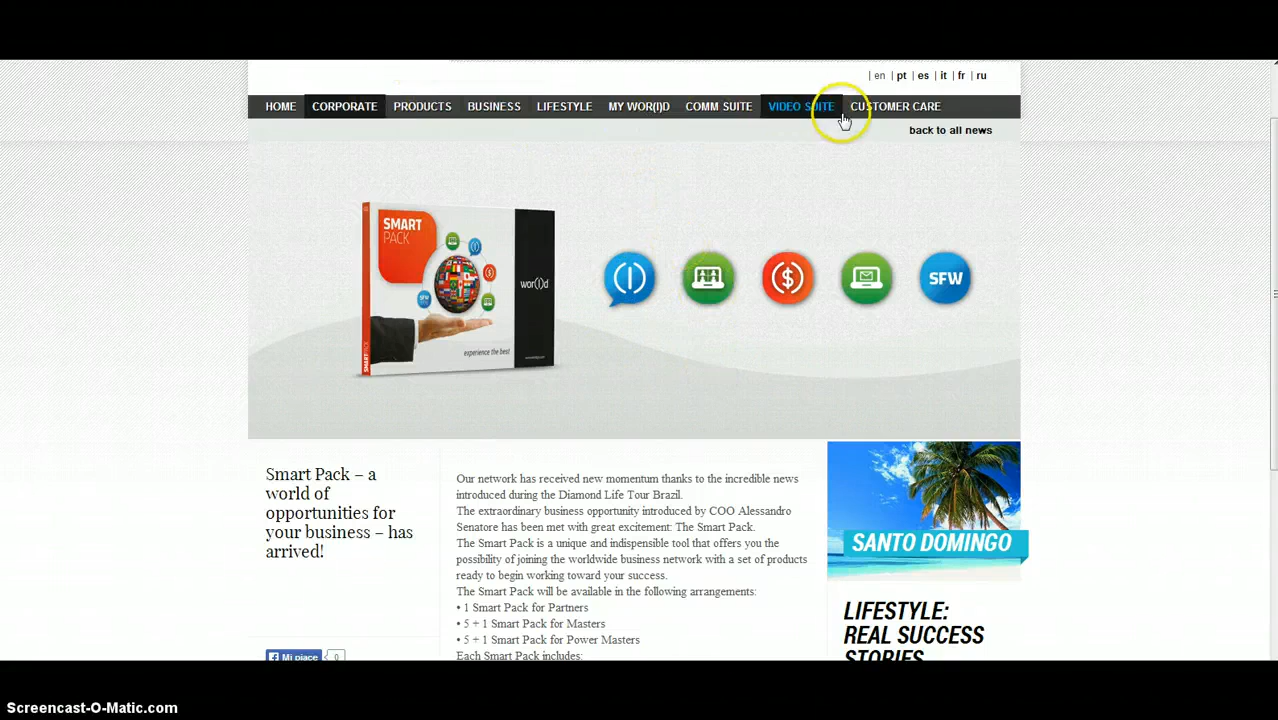 | en | pt | es | it | fr | ru
HOME CORPORATE PRODUCTS BUSINESS LIFESTYLE MY WOR(I)D COMM SUITE VIDEO SUITE CUSTOMER CARE
back to all news
SMART
PACK
wor(l)d
experience the best
SMARTPACK
SFW
$
SFW
Smart Pack – a
world of
opportunities for
your business – has
arrived!
Our network has received new momentum thanks to the incredible news
introduced during the Diamond Life Tour Brazil.
The extraordinary business opportunity introduced by COO Alessandro
Senatore has been met with great excitement: The Smart Pack.
The Smart Pack is a unique and indispensible tool that offers you the
possibility of joining the worldwide business network with a set of products
ready to begin working toward your success.
The Smart Pack will be available in the following arrangements:
• 1 Smart Pack for Partners
• 5 + 1 Smart Pack for Masters
• 5 + 1 Smart Pack for Power Masters
Each Smart Pack includes:
SANTO DOMINGO
LIFESTYLE:
REAL SUCCESS
STORIES
Mi piace 0
Screencast-O-Matic.com